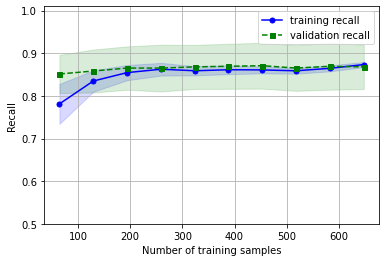 1.0
0.9
0.8
0.7
0.6
0.5
Recall
training recall
validation recall
100 200 300 400 500 600
Number of training samples